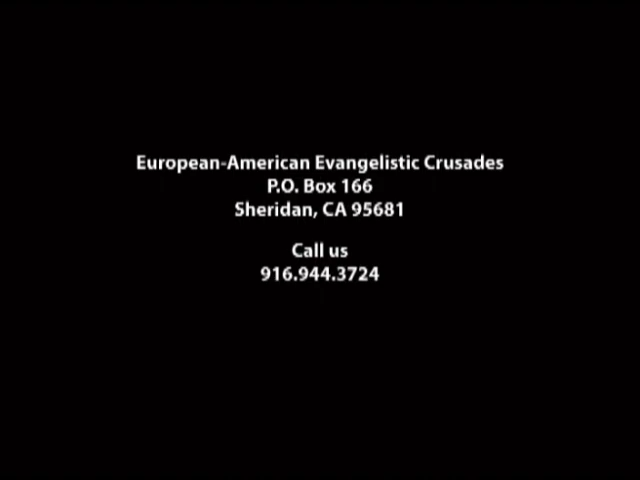 European-American Evangelistic Crusades
P.O. Box 166
Sheridan, CA 95681
Call us
916.944.3724